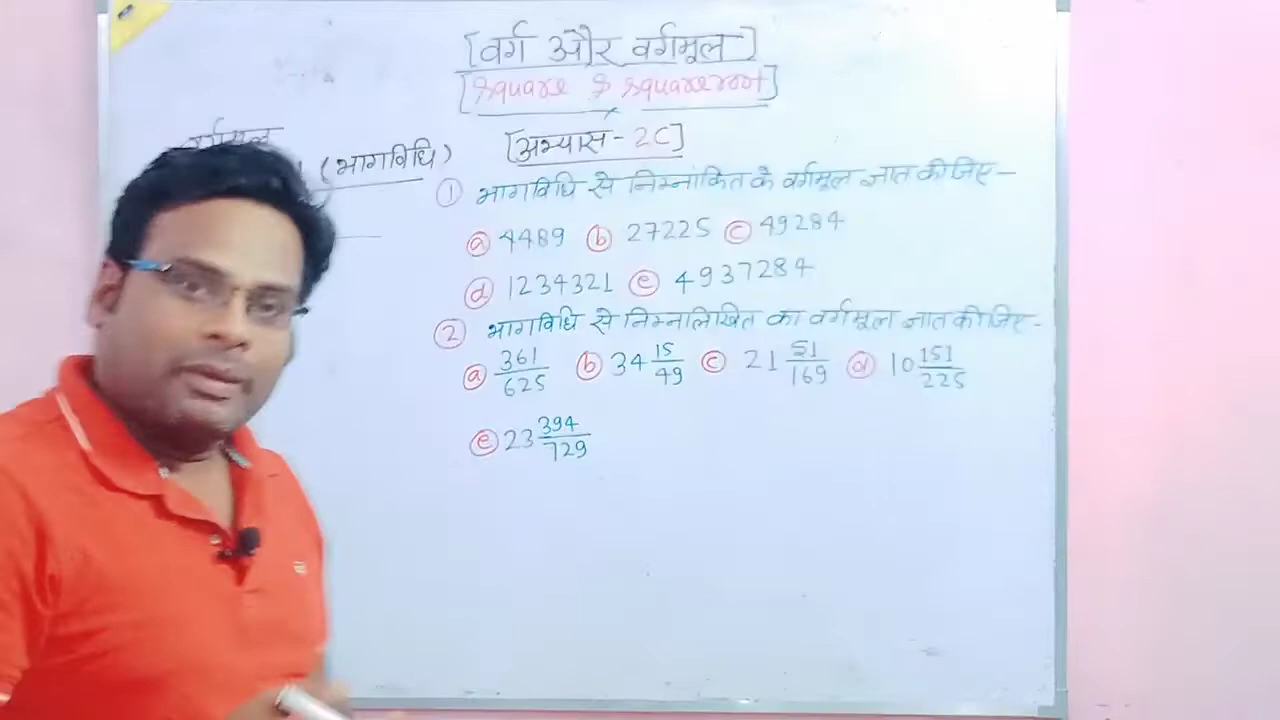 [वर्ग और वर्गमूल]
[Square & Squareroot]
(भागविधि)
[अभ्यास - 2C]
① भागविधि से निम्नांकित के वर्गमूल ज्ञात कीजिए -
ⓐ 4489 ⓑ 27225 ⓒ 49284
ⓓ 1234321 ⓔ 4937284
② भागविधि से निम्नलिखित का वर्गमूल ज्ञात कीजिए -
ⓐ 361/625 ⓑ 34 15/49 ⓒ 21 51/169 ⓓ 10 151/225
ⓔ 23 394/729